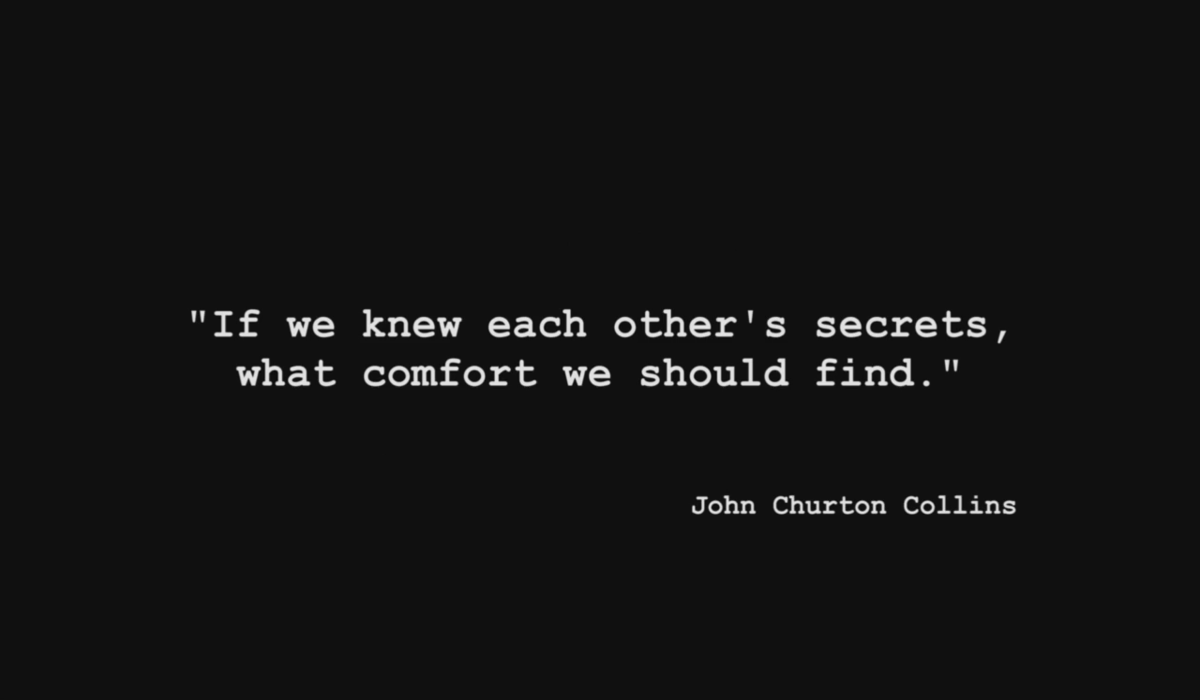 "If we knew each other's secrets,
what comfort we should find."
John Churton Collins